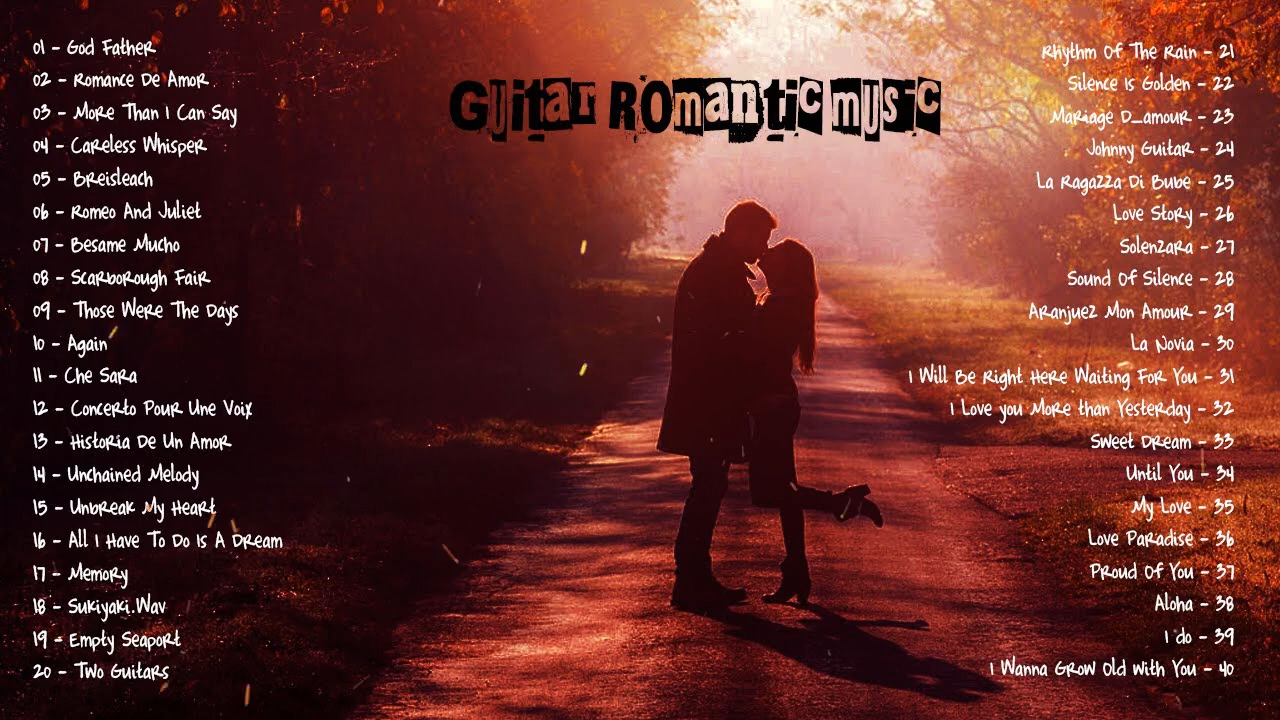 Guitar Romantic music
01 - God Father
02 - Romance De Amor
03 - More Than I Can Say
04 - Careless Whisper
05 - Breisleach
06 - Romeo And Juliet
07 - Besame Mucho
08 - Scarborough Fair
09 - Those Were The Days
10 - Again
11 - Che Sara
12 - Concerto Pour Une Voix
13 - Historia De Un Amor
14 - Unchained Melody
15 - Unbreak My Heart
16 - All I Have To Do Is A Dream
17 - Memory
18 - Sukiyaki.Wav
19 - Empty Seaport
20 - Two Guitars
Rhythm Of The Rain - 21
Silence Is Golden - 22
Mariage D_amour - 23
Johnny Guitar - 24
La Ragazza Di Bube - 25
Love Story - 26
Solenzara - 27
Sound Of Silence - 28
Aranjuez Mon Amour - 29
La Novia - 30
I Will Be Right Here Waiting For You - 31
I Love you More than Yesterday - 32
Sweet Dream - 33
Until You - 34
My Love - 35
Love Paradise - 36
Proud Of You - 37
Aloha - 38
I do - 39
I Wanna Grow Old With You - 40